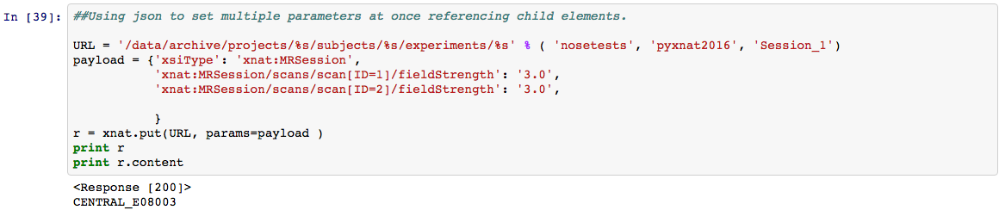 In [39]: ##Using json to set multiple parameters at once referencing child elements.
URL = '/data/archive/projects/%s/subjects/%s/experiments/%s' % ( 'nosetests', 'pyxnat2016', 'Session_1')
payload = {'xsiType': 'xnat:MRSession',
'xnat:MRSession/scans/scan[ID=1]/fieldStrength': '3.0',
'xnat:MRSession/scans/scan[ID=2]/fieldStrength': '3.0',
}
r = xnat.put(URL, params=payload )
print r
print r.content
<Response [200]>
CENTRAL_E08003